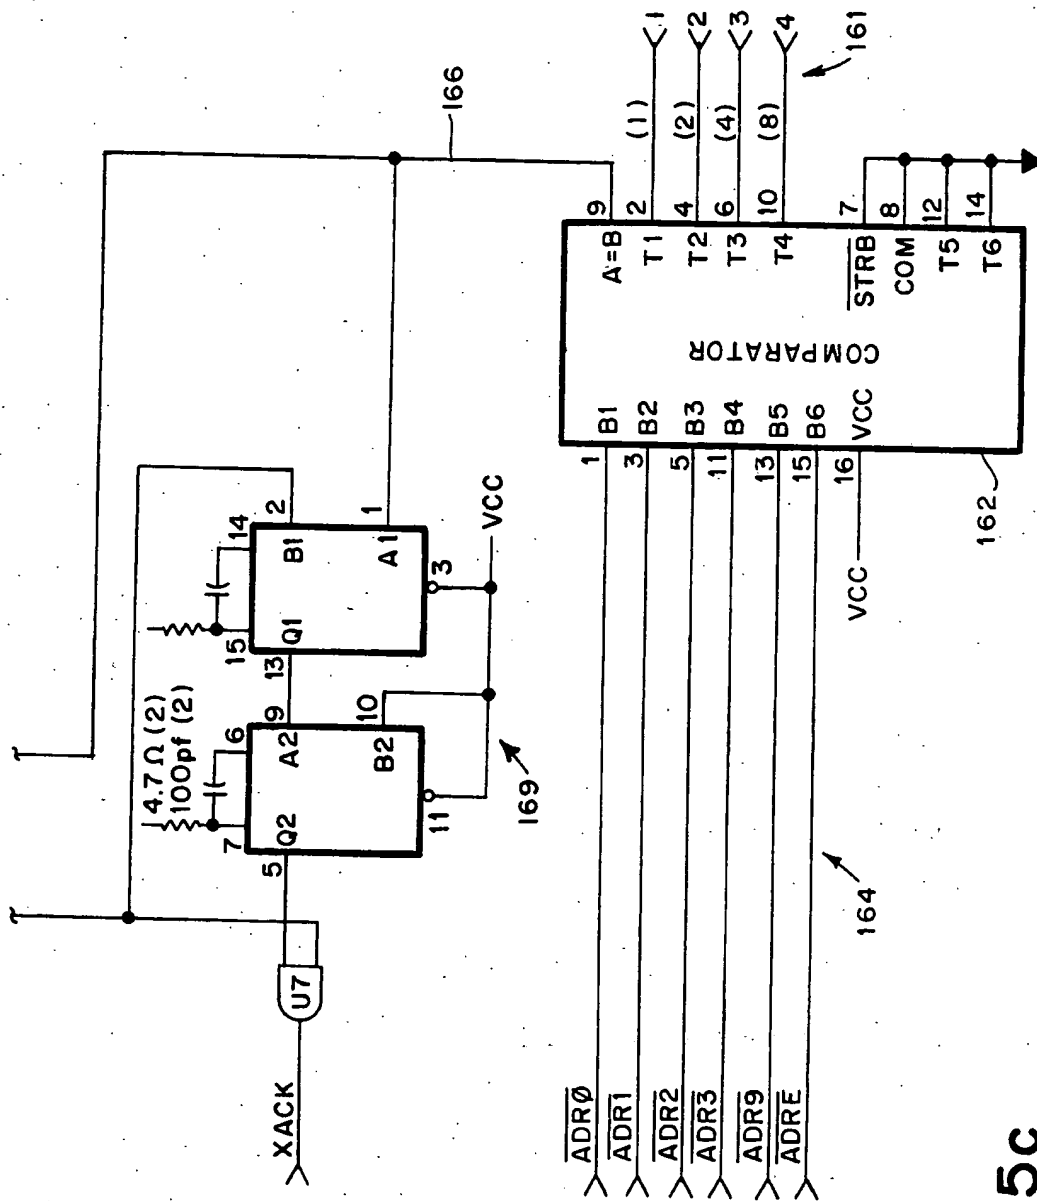 4.7 Ω (2)
100pf (2)
7
6
Q2
A2
5
9
B2
10
11
15
14
Q1
B1
13
2
A1
1
3
VCC
169
166
U7
XACK
A=B 9
T1 2 (1) 1
T2 4 (2) 2
T3 6 (4) 3
T4 10 (8) 4
161
STRB 7
COM 8
T5 12
T6 14
COMPARATOR
ADRØ 1 B1
ADR1 3 B2
ADR2 5 B3
ADR3 11 B4
ADR9 13 B5
ADRE 15 B6
VCC 16 VCC
162
164
5c